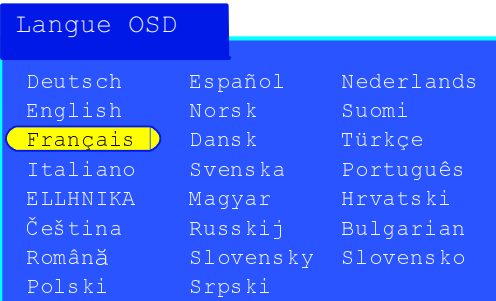 Langue OSD
Deutsch Español Nederlands
English Norsk Suomi
Français Dansk Türkçe
Italiano Svenska Português
ELLHNIKA Magyar Hrvatski
Čeština Russkij Bulgarian
Română Slovensky Slovensko
Polski Srpski